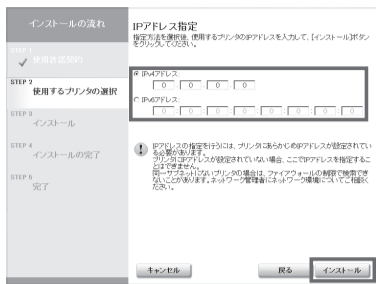 インストールの流れ
STEP 1
使用許諾契約
STEP 2
使用するプリンタの選択
STEP 3
インストール
STEP 4
インストールの完了
STEP 5
完了
IPアドレス指定
指定方法を選択後、使用するプリンタのIPアドレスを入力して、[インストール]ボタン
をクリックしてください。
IPv4アドレス:
0 . 0 . 0 . 0
IPv6アドレス:
0 : 0 : 0 : 0 : 0 : 0 : 0 : 0
IPアドレスの指定を行うには、プリンタにあらかじめIPアドレスが設定されてい
る必要があります。
プリンタにIPアドレスが設定されていない場合、ここでIPアドレスを指定するこ
とはできません。
同一サブネットにないプリンタの場合は、ファイアウォールの制限で検索でき
ないことがあります。ネットワーク管理者にネットワーク環境についてご相談く
ださい。
キャンセル
戻る
インストール